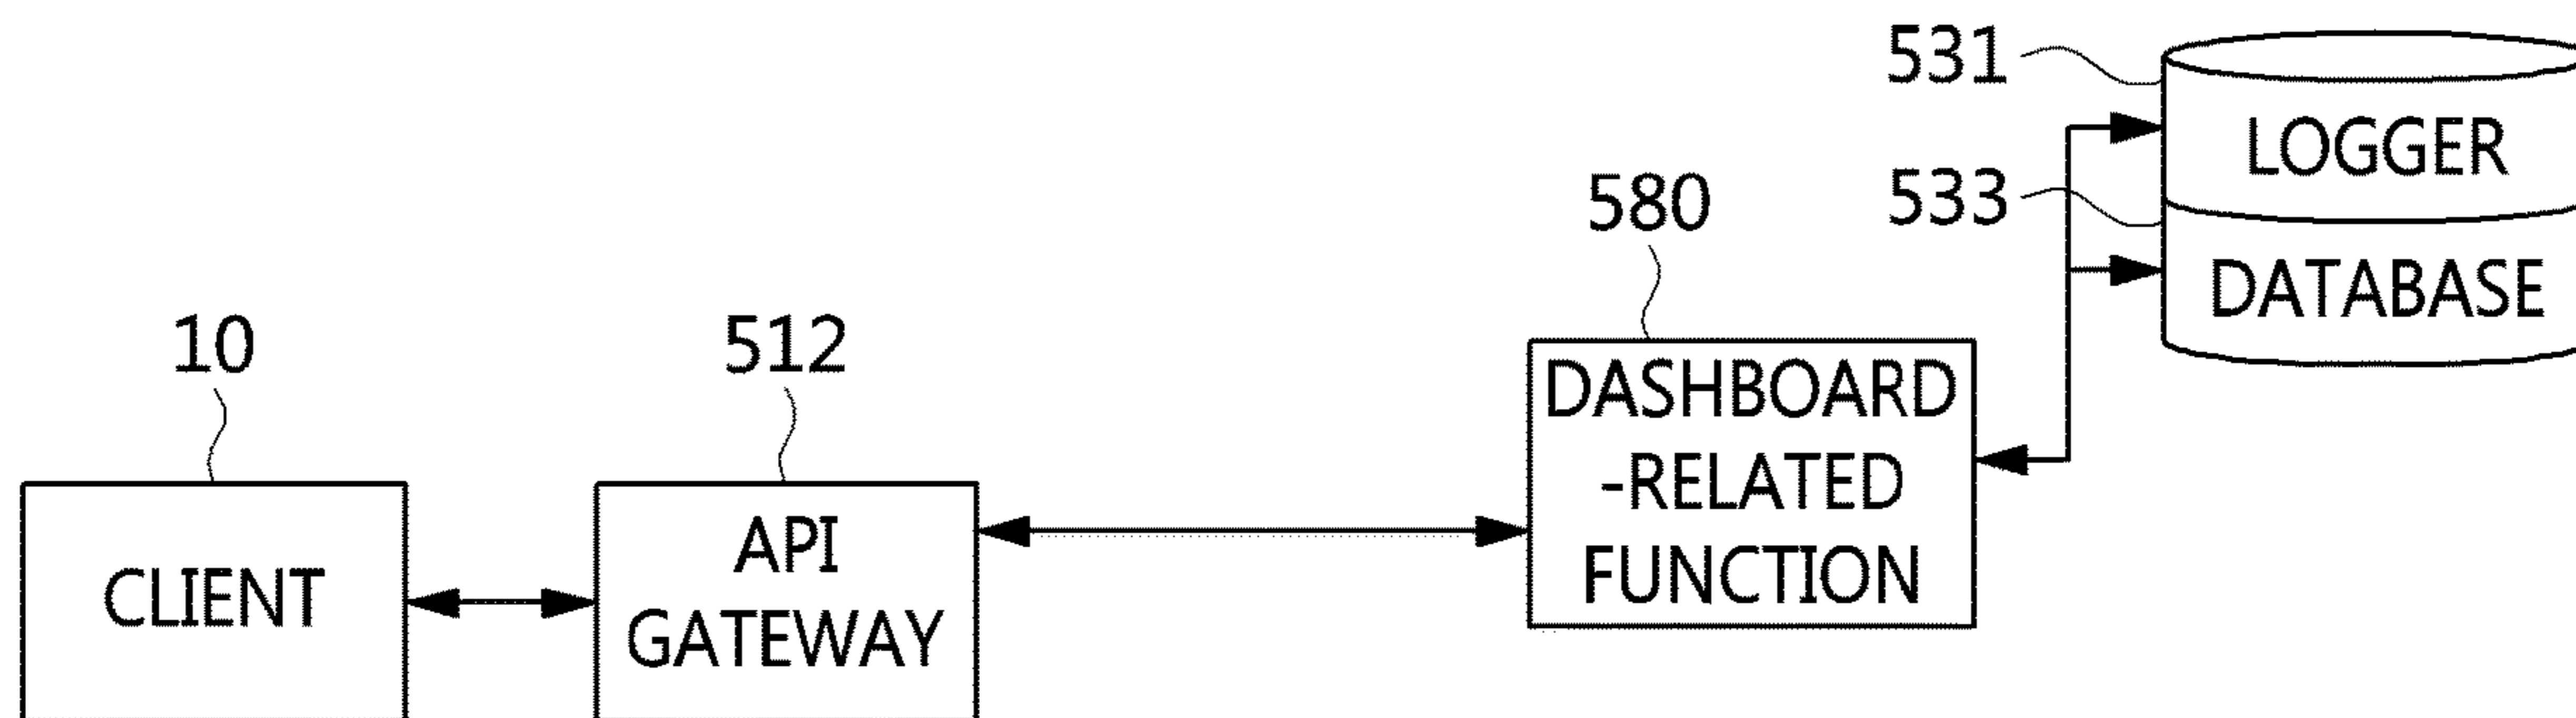 531
LOGGER
580
533
DATABASE
10
512
DASHBOARD
-RELATED
FUNCTION
API
GATEWAY
CLIENT